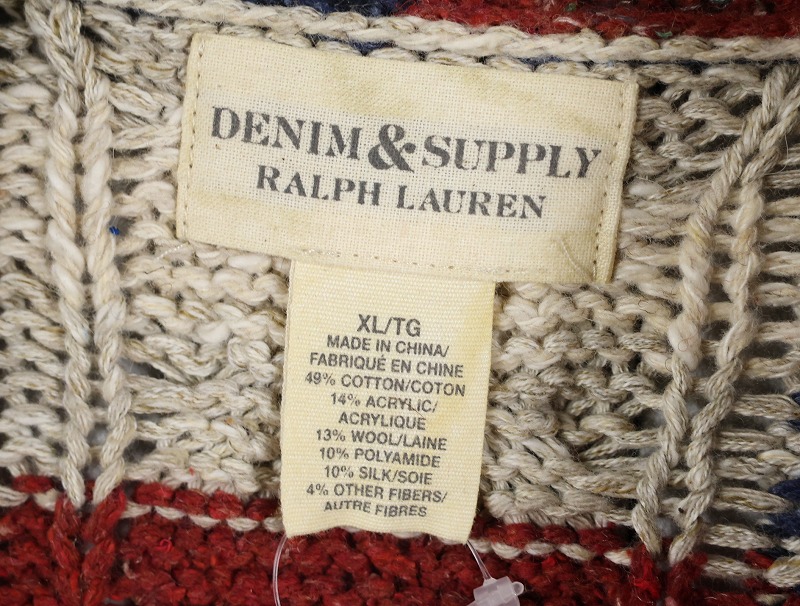 DENIM & SUPPLY
RALPH LAUREN
XL/TG
MADE IN CHINA/
FABRIQUÉ EN CHINE
49% COTTON/COTON
14% ACRYLIC/
ACRYLIQUE
13% WOOL/LAINE
10% POLYAMIDE
10% SILK/SOIE
4% OTHER FIBERS/
AUTRE FIBRES